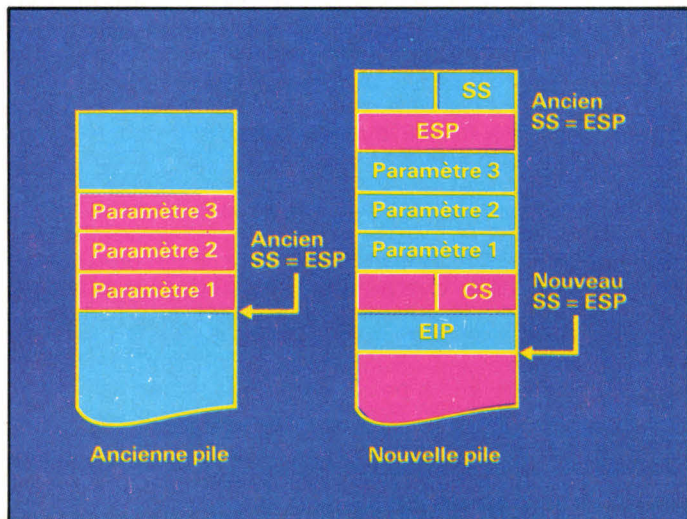 Paramètre 3
Paramètre 2
Paramètre 1
Ancien
SS = ESP
Ancienne pile
SS
ESP
Paramètre 3
Paramètre 2
Paramètre 1
CS
EIP
Ancien
SS = ESP
Nouveau
SS = ESP
Nouvelle pile